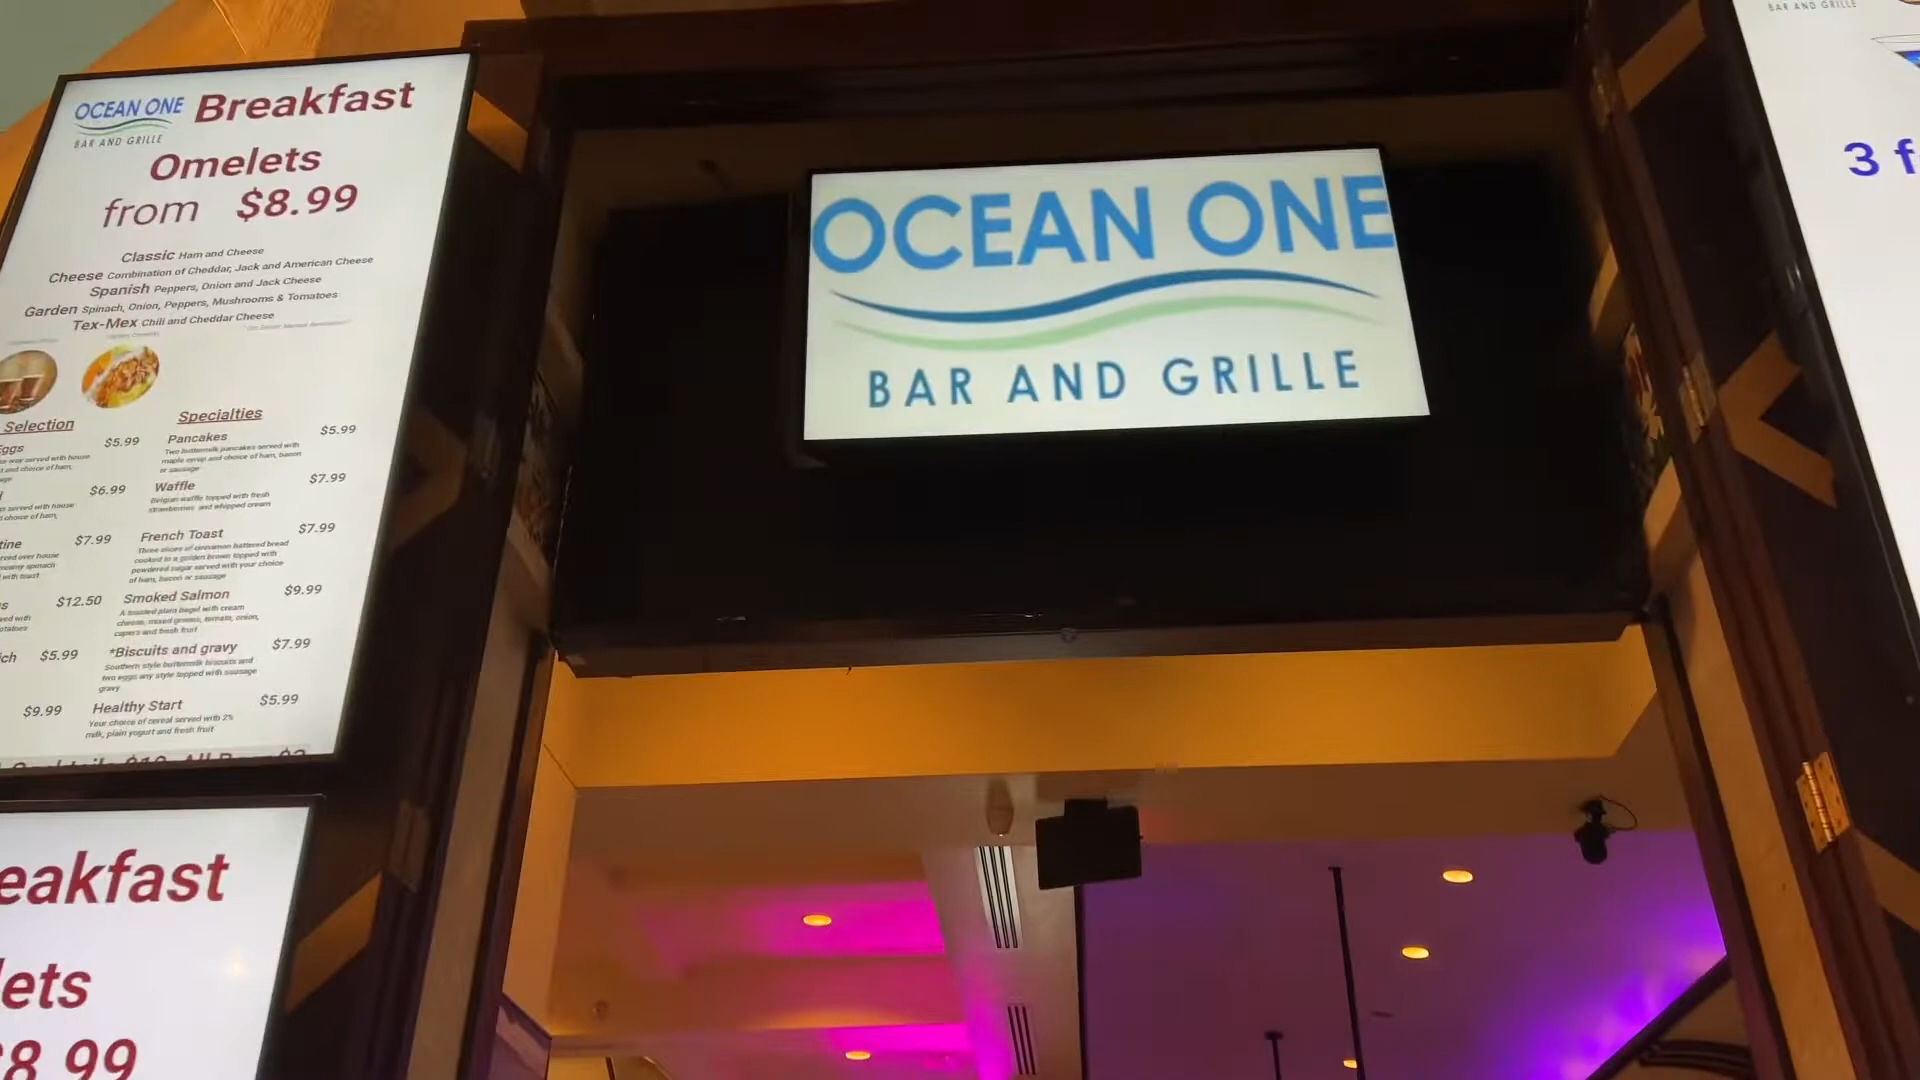 OCEAN ONE
BAR AND GRILLE
Breakfast
Omelets
from $8.99
Classic Ham and Cheese
Cheese Combination of Cheddar, Jack and American Cheese
Spanish Peppers, Onion and Jack Cheese
Garden Spinach, Onion, Peppers, Mushrooms & Tomatoes
Tex-Mex Chili and Cheddar Cheese
Selection
ggs $5.99
$6.99
tine $7.99
$12.50
ich $5.99
$9.99
Specialties
Pancakes $5.99
Two buttermilk pancakes served with
maple syrup and choice of ham, bacon
or sausage
Waffle $7.99
Belgian waffle topped with fresh
strawberries and whipped cream
French Toast $7.99
Three slices of cinnamon battered bread
cooked to a golden brown topped with
powdered sugar served with your choice
of ham, bacon or sausage
Smoked Salmon $9.99
A toasted plain bagel with cream
cheese, mixed greens, tomato, onion,
capers and fresh fruit
*Biscuits and gravy $7.99
Southern style buttermilk biscuits and
two eggs any style topped with sausage
gravy
Healthy Start $5.99
Your choice of cereal served with 2%
milk, plain yogurt and fresh fruit
eakfast
lets
8.99
OCEAN ONE
BAR AND GRILLE
BAR AND GRILLE
3 f